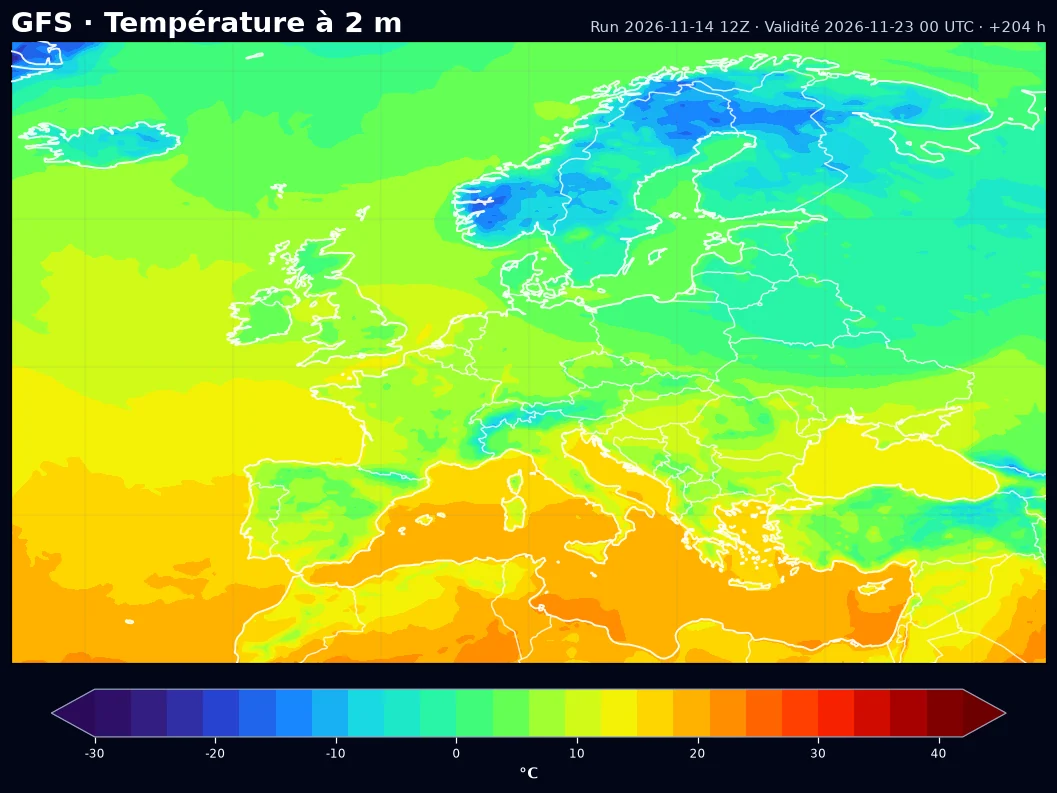 GFS · Température à 2 m
Run 2026-11-14 12Z · Validité 2026-11-23 00 UTC · +204 h
-30 -20 -10 0 10 20 30 40
°C